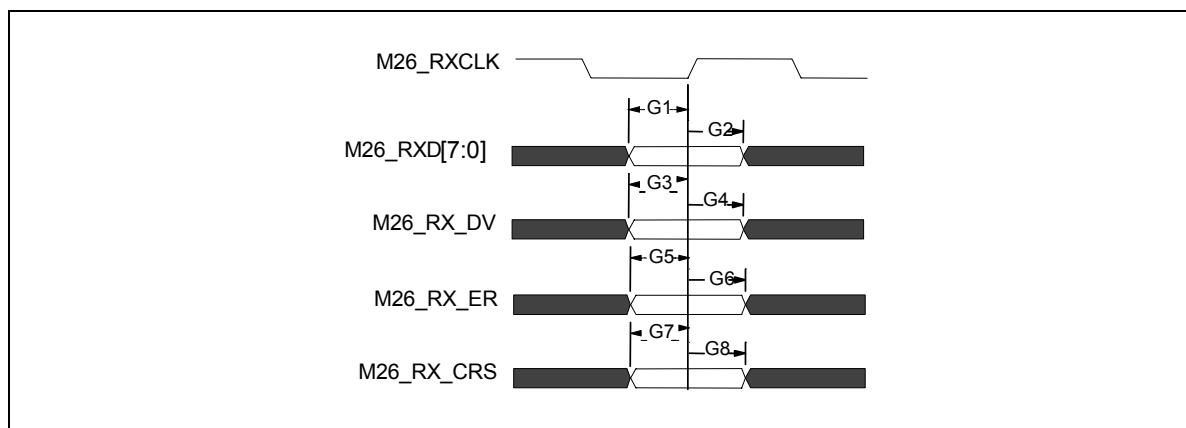 M26_RXCLK
G1
G2
M26_RXD[7:0]
G3
G4
M26_RX_DV
G5
G6
M26_RX_ER
G7
G8
M26_RX_CRS